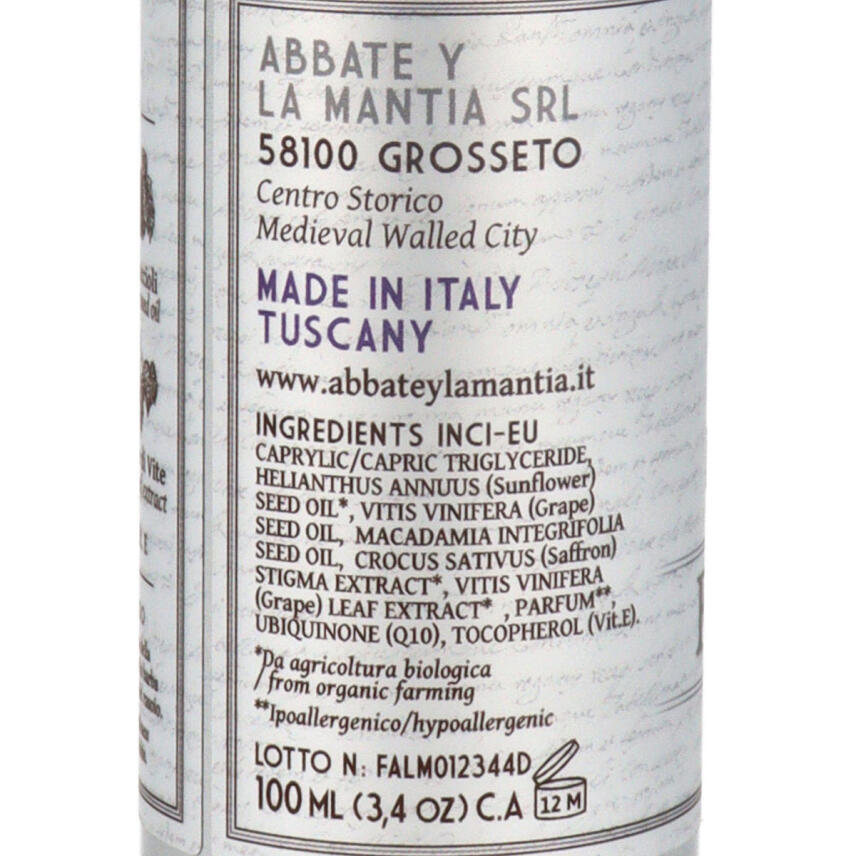 ABBATE Y
LA MANTIA SRL
58100 GROSSETO
Centro Storico
Medieval Walled City
MADE IN ITALY
TUSCANY
www.abbateylamantia.it
INGREDIENTS INCI-EU
CAPRYLIC/CAPRIC TRIGLYCERIDE,
HELIANTHUS ANNUUS (Sunflower)
SEED OIL*, VITIS VINIFERA (Grape)
SEED OIL, MACADAMIA INTEGRIFOLIA
SEED OIL, CROCUS SATIVUS (Saffron)
STIGMA EXTRACT*, VITIS VINIFERA
(Grape) LEAF EXTRACT* , PARFUM**,
UBIQUINONE (Q10), TOCOPHEROL (Vit.E).
*Da agricoltura biologica
/ from organic farming
**Ipoallergenico/hypoallergenic
LOTTO N: FALM012344D
100 ML (3,4 OZ) C.A
12 M
oil
Vite